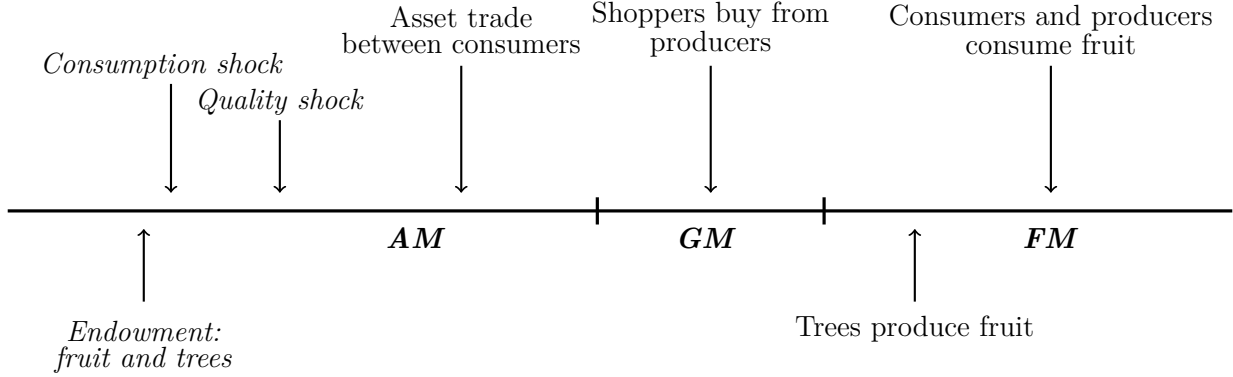 Consumption shock
Quality shock
Asset trade
between consumers
Shoppers buy from
producers
Consumers and producers
consume fruit
AM
GM
FM
Endowment:
fruit and trees
Trees produce fruit